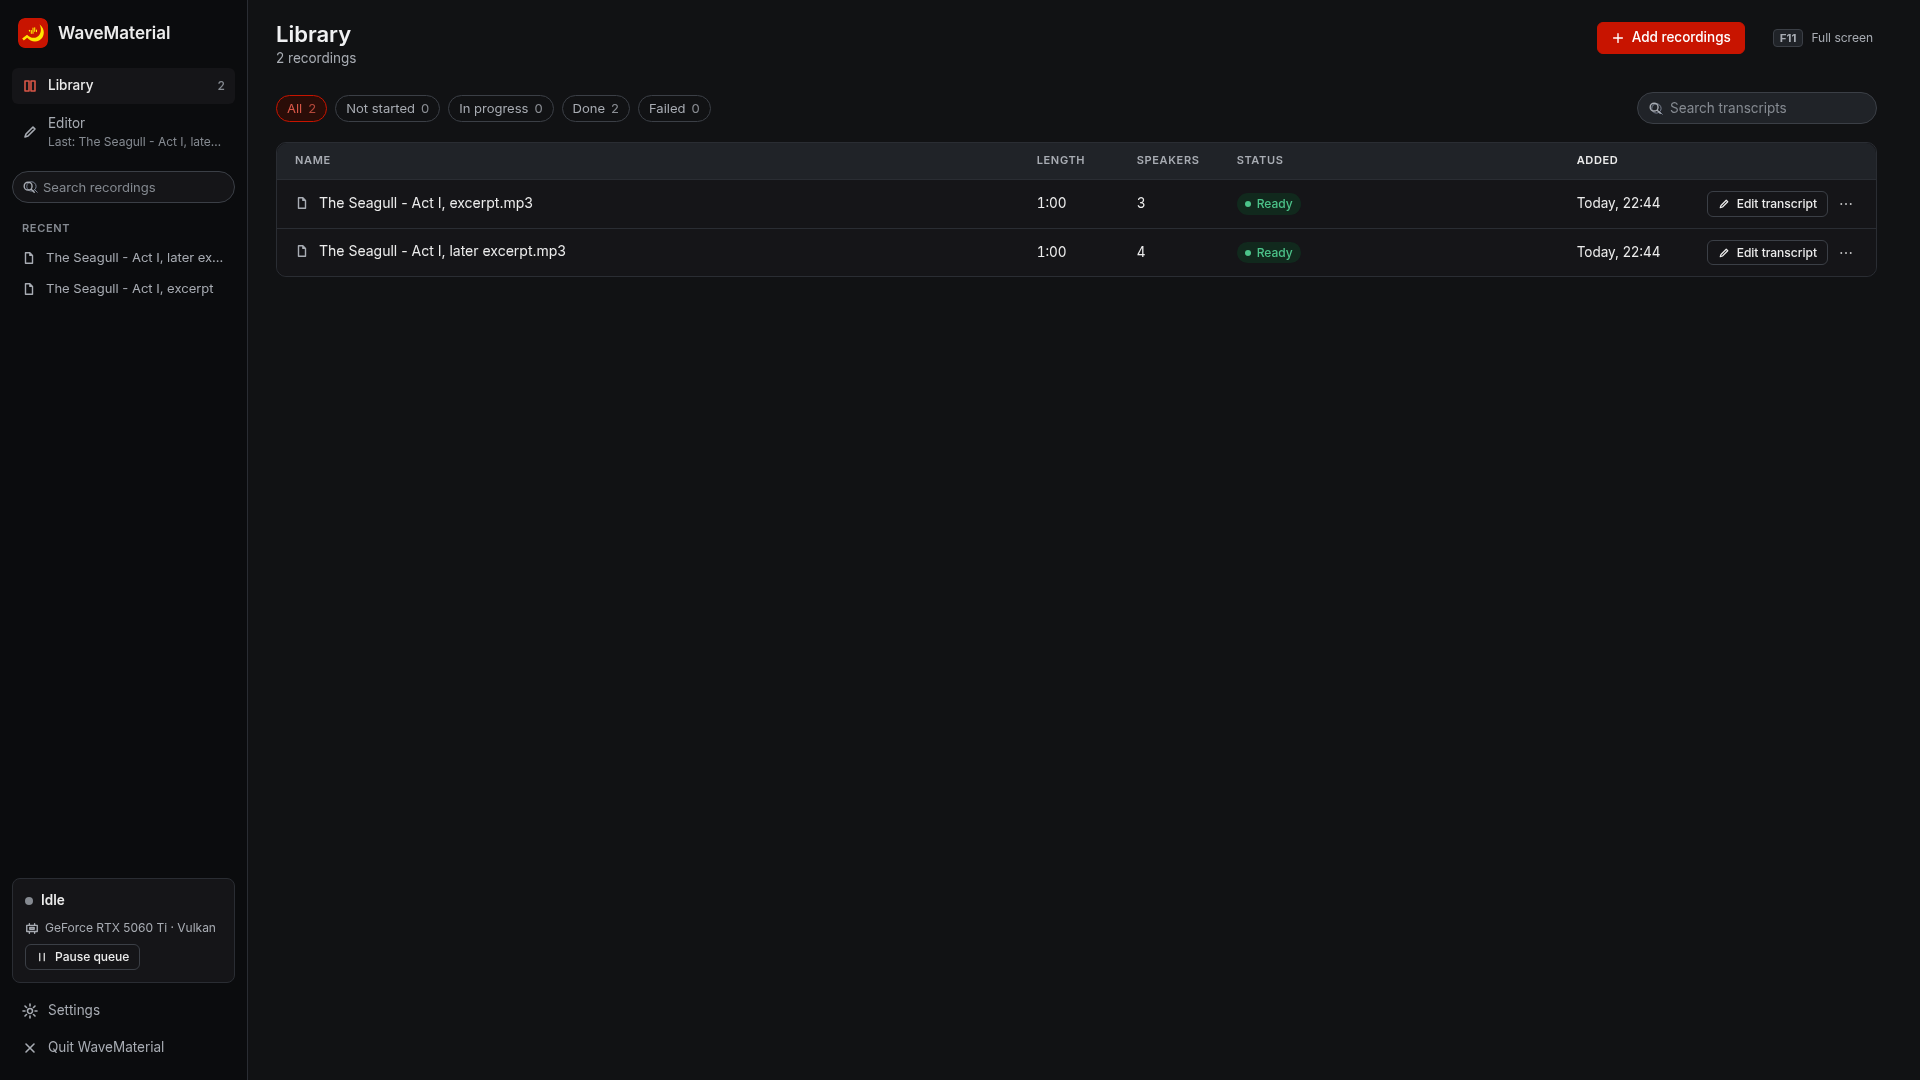 WaveMaterial
Library 2
Editor
Last: The Seagull - Act I, late...
Search recordings
RECENT
The Seagull - Act I, later ex...
The Seagull - Act I, excerpt
Idle
GeForce RTX 5060 Ti · Vulkan
Pause queue
Settings
Quit WaveMaterial
Library
2 recordings
+ Add recordings
F11 Full screen
All 2 Not started 0 In progress 0 Done 2 Failed 0
Search transcripts
NAME LENGTH SPEAKERS STATUS ADDED
The Seagull - Act I, excerpt.mp3 1:00 3 Ready Today, 22:44 Edit transcript ...
The Seagull - Act I, later excerpt.mp3 1:00 4 Ready Today, 22:44 Edit transcript ...